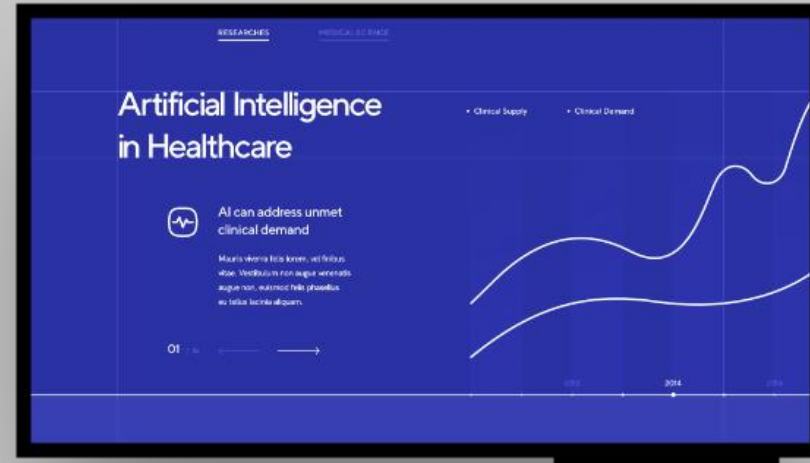 RESEARCHES MEDICAL SCIENCE
Artificial Intelligence
in Healthcare
• Clinical Supply • Clinical Demand
AI can address unmet
clinical demand
Mauris viverra felis lorem, vel finibus
vitae. Vestibulum non augue venenatis
augue non, euismod felis phasellus
eu tellus lacinia aliquam.
01
2014